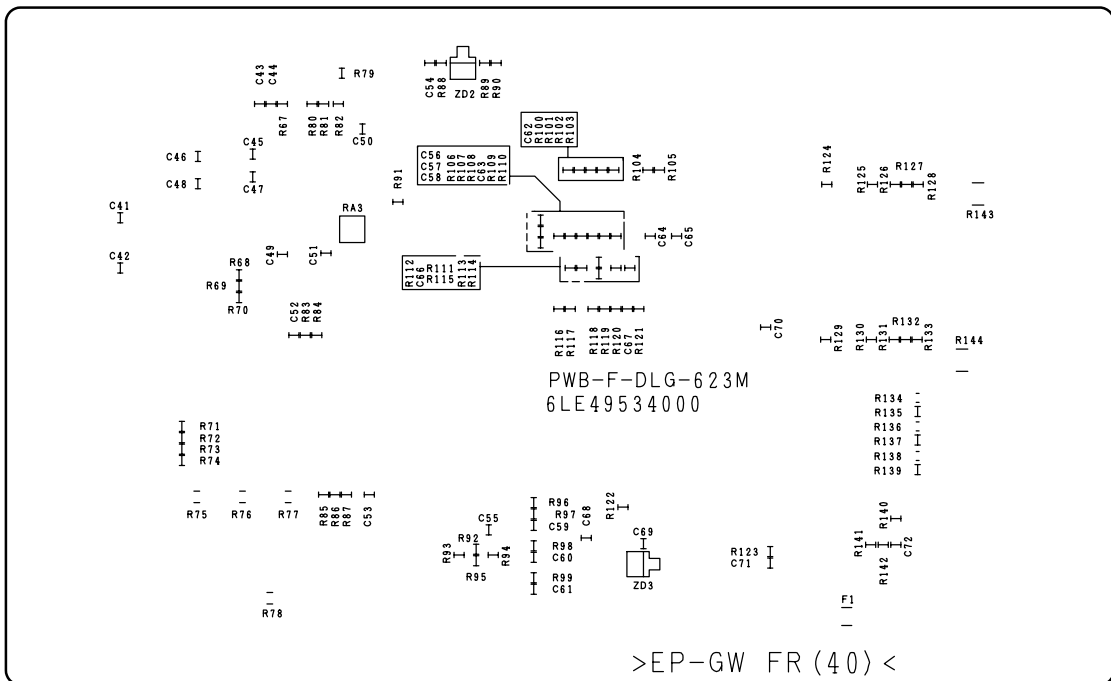 C43
C44
R79
C54
R88
ZD2
R89
R90
R67
R80
R81
R82
C50
C62
R100
R101
R102
R103
C46
C45
C56
C57
C58
R106
R107
R108
C63
R109
R110
R104
R105
R124
C48
C47
R91
R125
R126
R127
R128
C41
RA3
R143
C42
C49
C51
C64
C65
R68
R69
R70
R112
C66
R111
R115
R113
R114
C52
R83
R84
R116
R117
R118
R119
R120
C67
R121
C70
R129
R130
R131
R132
R133
R144
PWB-F-DLG-623M
6LE49534000
R134
R135
R136
R137
R138
R139
R71
R72
R73
R74
R75
R76
R77
R85
R86
R87
C53
R96
R97
C59
R122
C68
C55
R92
R93
R94
R95
R98
C60
R99
C61
C69
ZD3
R123
C71
R140
R141
R142
C72
R78
F1
>EP-GW FR(40)<